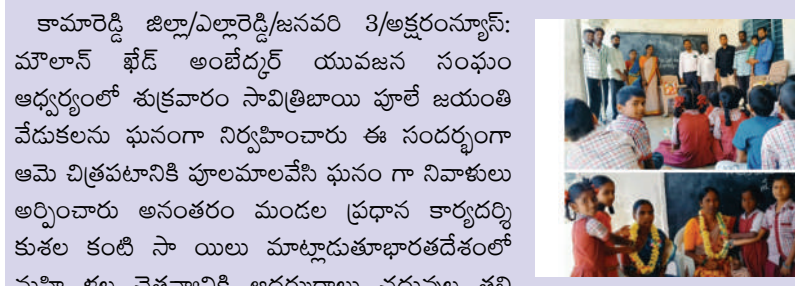 కామారెడ్డి జిల్లా/ఎల్లారెడ్డి/జనవరి 3/అక్షరంన్యూస్:
మౌలాన్ ఖేడ్ అంబేద్కర్ యువజన సంఘం
ఆధ్వర్యంలో శుక్రవారం సావిత్రిబాయి పూలే జయంతి
వేడుకలను ఘనంగా నిర్వహించారు ఈ సందర్భంగా
ఆమె చిత్రపటానికి పూలమాలవేసి ఘనం గా నివాళులు
అర్పించారు అనంతరం మండల ప్రధాన కార్యదర్శి
కుశల కంటి సా యిలు మాట్లాడుతూభారతదేశంలో